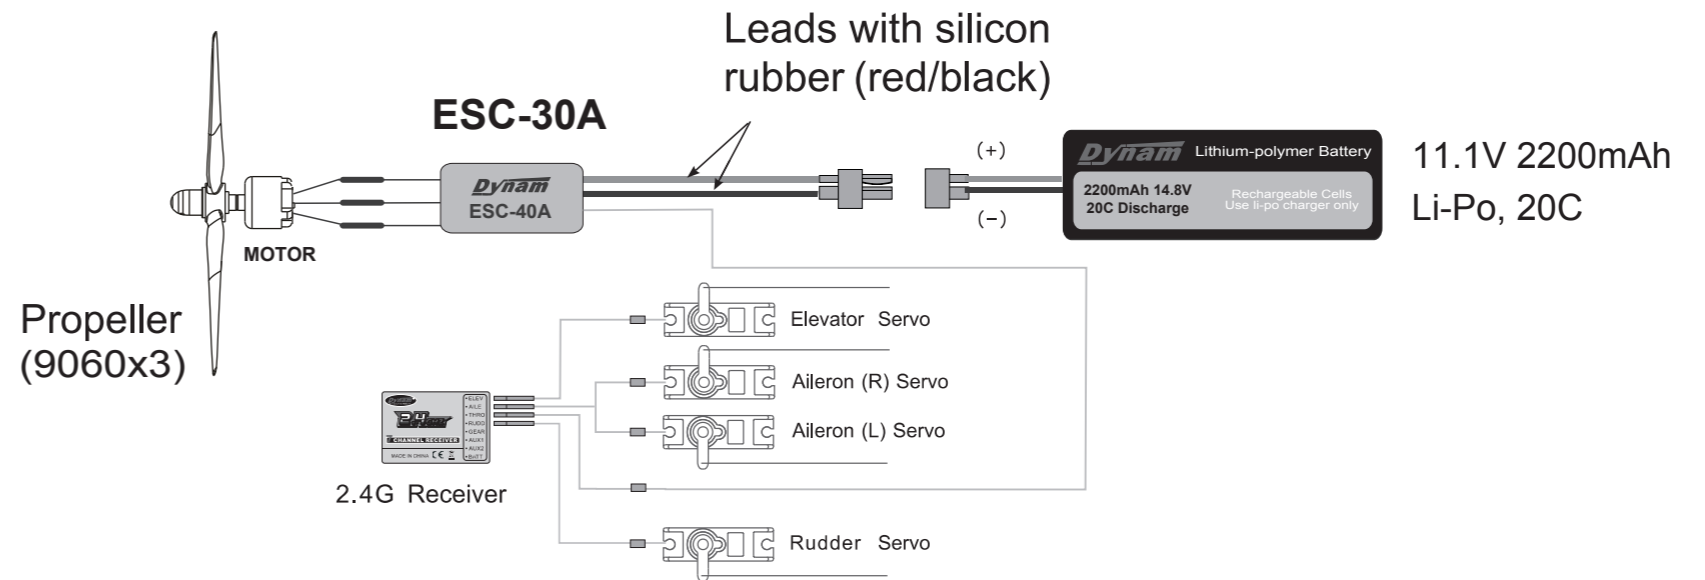 Leads with silicon
rubber (red/black)
ESC-30A
Dynam
ESC-40A
(+)
(-)
Dynam Lithium-polymer Battery
2200mAh 14.8V
20C Discharge
Rechargeable Cells
Use li-po charger only
11.1V 2200mAh
Li-Po, 20C
MOTOR
Propeller
(9060x3)
Elevator Servo
Aileron (R) Servo
Aileron (L) Servo
Rudder Servo
2.4
CHANNEL RECEIVER
MADE IN CHINA CE
•ELEV
•AILE
•THRO
•RUDD
•GEAR
•AUX1
•AUX2
•BATT
2.4G Receiver